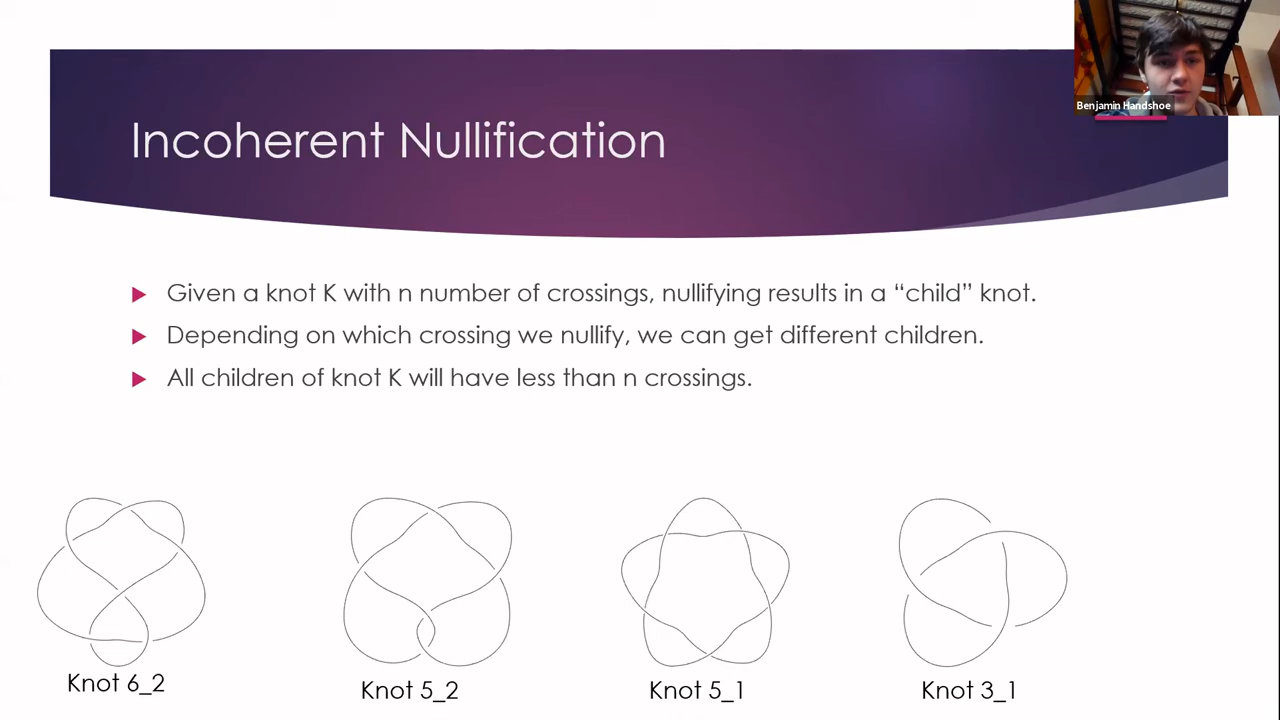 Benjamin Handshoe
Incoherent Nullification
Given a knot K with n number of crossings, nullifying results in a “child” knot.
Depending on which crossing we nullify, we can get different children.
All children of knot K will have less than n crossings.
Knot 6_2
Knot 5_2
Knot 5_1
Knot 3_1